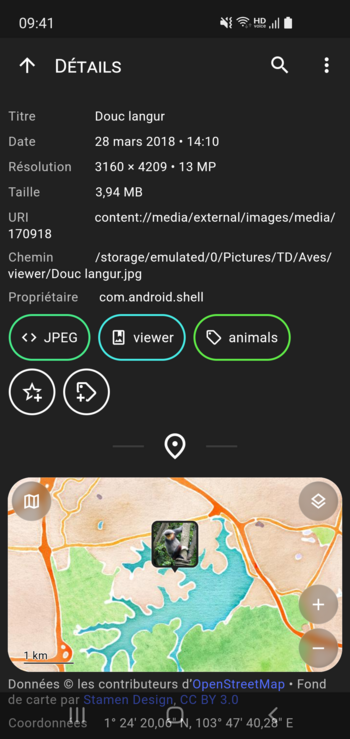 09:41
HD
VOICE
DÉTAILS
Titre Douc langur
Date 28 mars 2018 • 14:10
Résolution 3160 × 4209 • 13 MP
Taille 3,94 MB
URI content://media/external/images/media/
170918
Chemin /storage/emulated/0/Pictures/TD/Aves/
viewer/Douc langur.jpg
Propriétaire com.android.shell
JPEG viewer animals
1 km
Données © les contributeurs d'OpenStreetMap • Fond
de carte par Stamen Design, CC BY 3.0
Coordonnées 1° 24′ 20,06″ N, 103° 47′ 40,28″ E